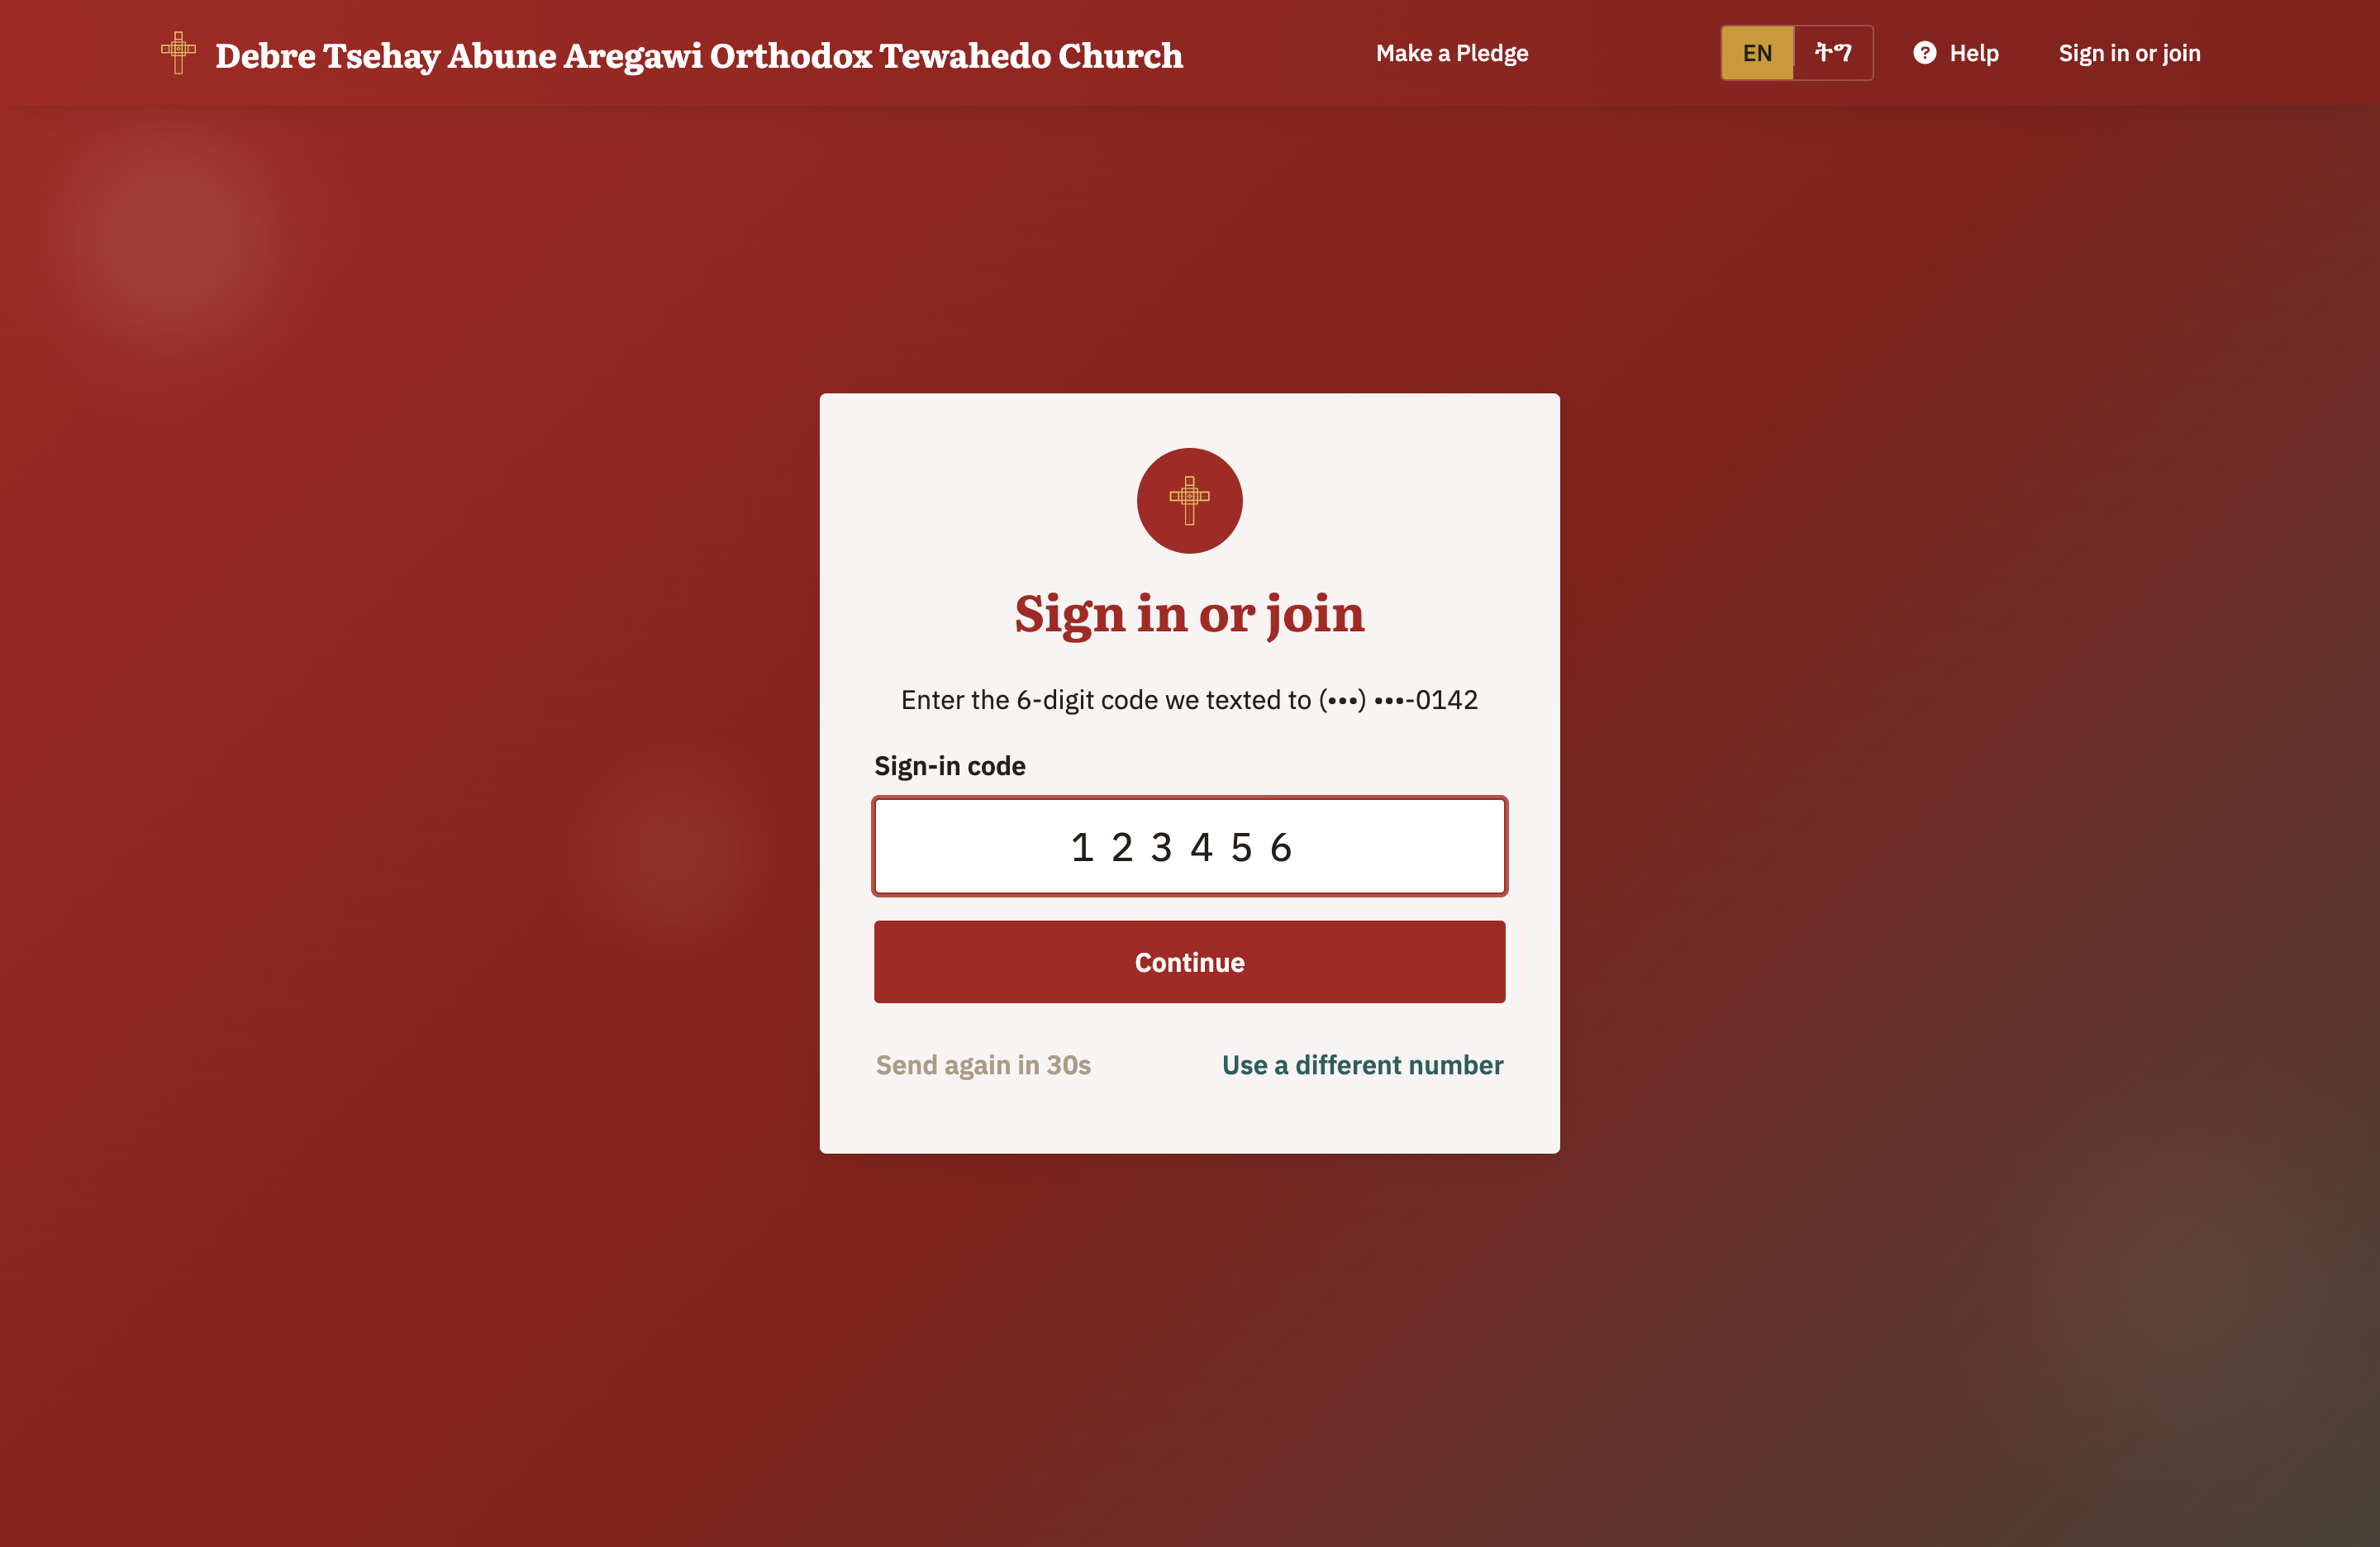 Debre Tsehay Abune Aregawi Orthodox Tewahedo Church
Make a Pledge
EN
ትግ
Help
Sign in or join
Sign in or join
Enter the 6-digit code we texted to (•••) •••-0142
Sign-in code
1 2 3 4 5 6
Continue
Send again in 30s
Use a different number